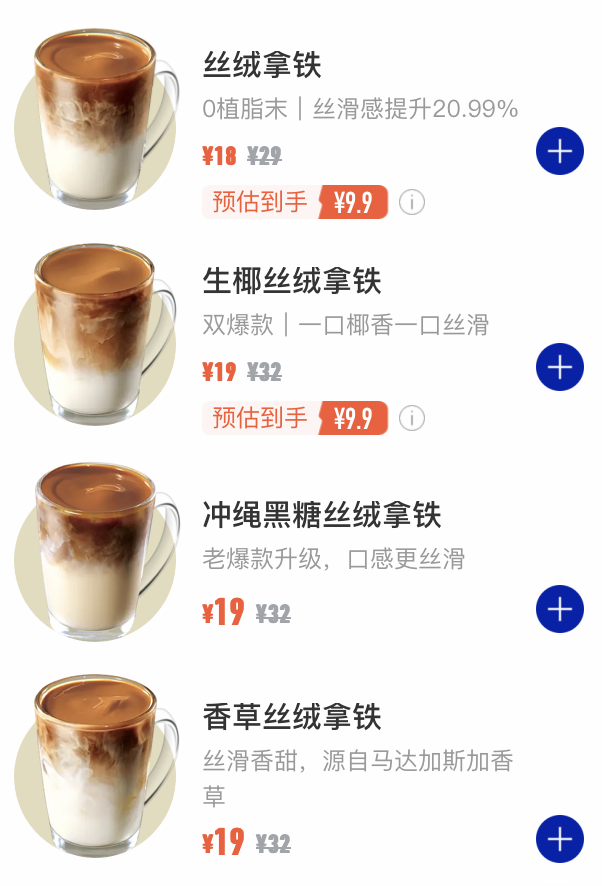 丝绒拿铁
0植脂末｜丝滑感提升20.99%
¥18 ¥29
预估到手 ¥9.9
生椰丝绒拿铁
双爆款｜一口椰香一口丝滑
¥19 ¥32
预估到手 ¥9.9
冲绳黑糖丝绒拿铁
老爆款升级，口感更丝滑
¥19 ¥32
香草丝绒拿铁
丝滑香甜，源自马达加斯加香
草
¥19 ¥32